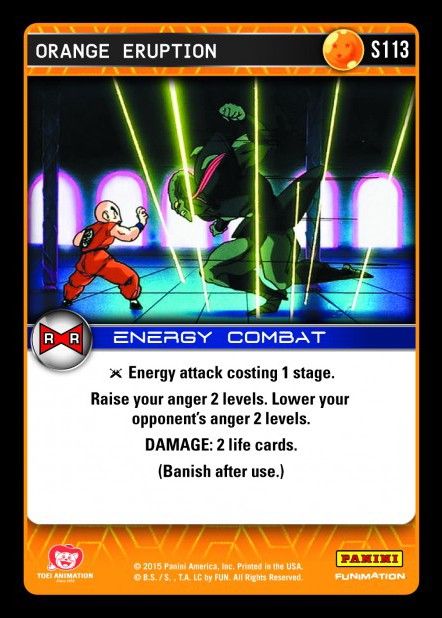 ORANGE ERUPTION
S113
R R
ENERGY COMBAT
Energy attack costing 1 stage.
Raise your anger 2 levels. Lower your
opponent's anger 2 levels.
DAMAGE: 2 life cards.
(Banish after use.)
TOEI ANIMATION
© 2015 Panini America, Inc. Printed in the USA.
© B.S. / S. , T.A. LC by FUN. All Rights Reserved.
PANINI
FUNIMATION